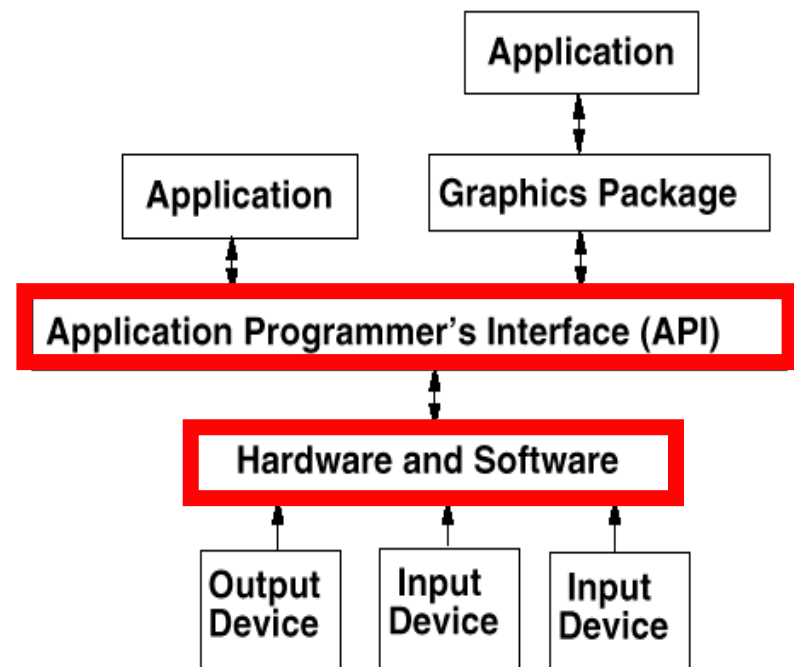 Application
Application
Graphics Package
Application Programmer's Interface (API)
Hardware and Software
Output
Device
Input
Device
Input
Device